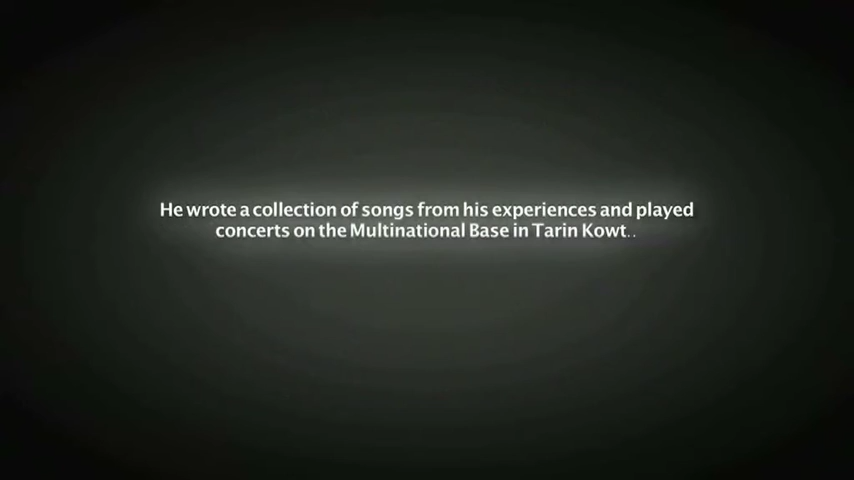 He wrote a collection of songs from his experiences and played
concerts on the Multinational Base in Tarin Kowt..